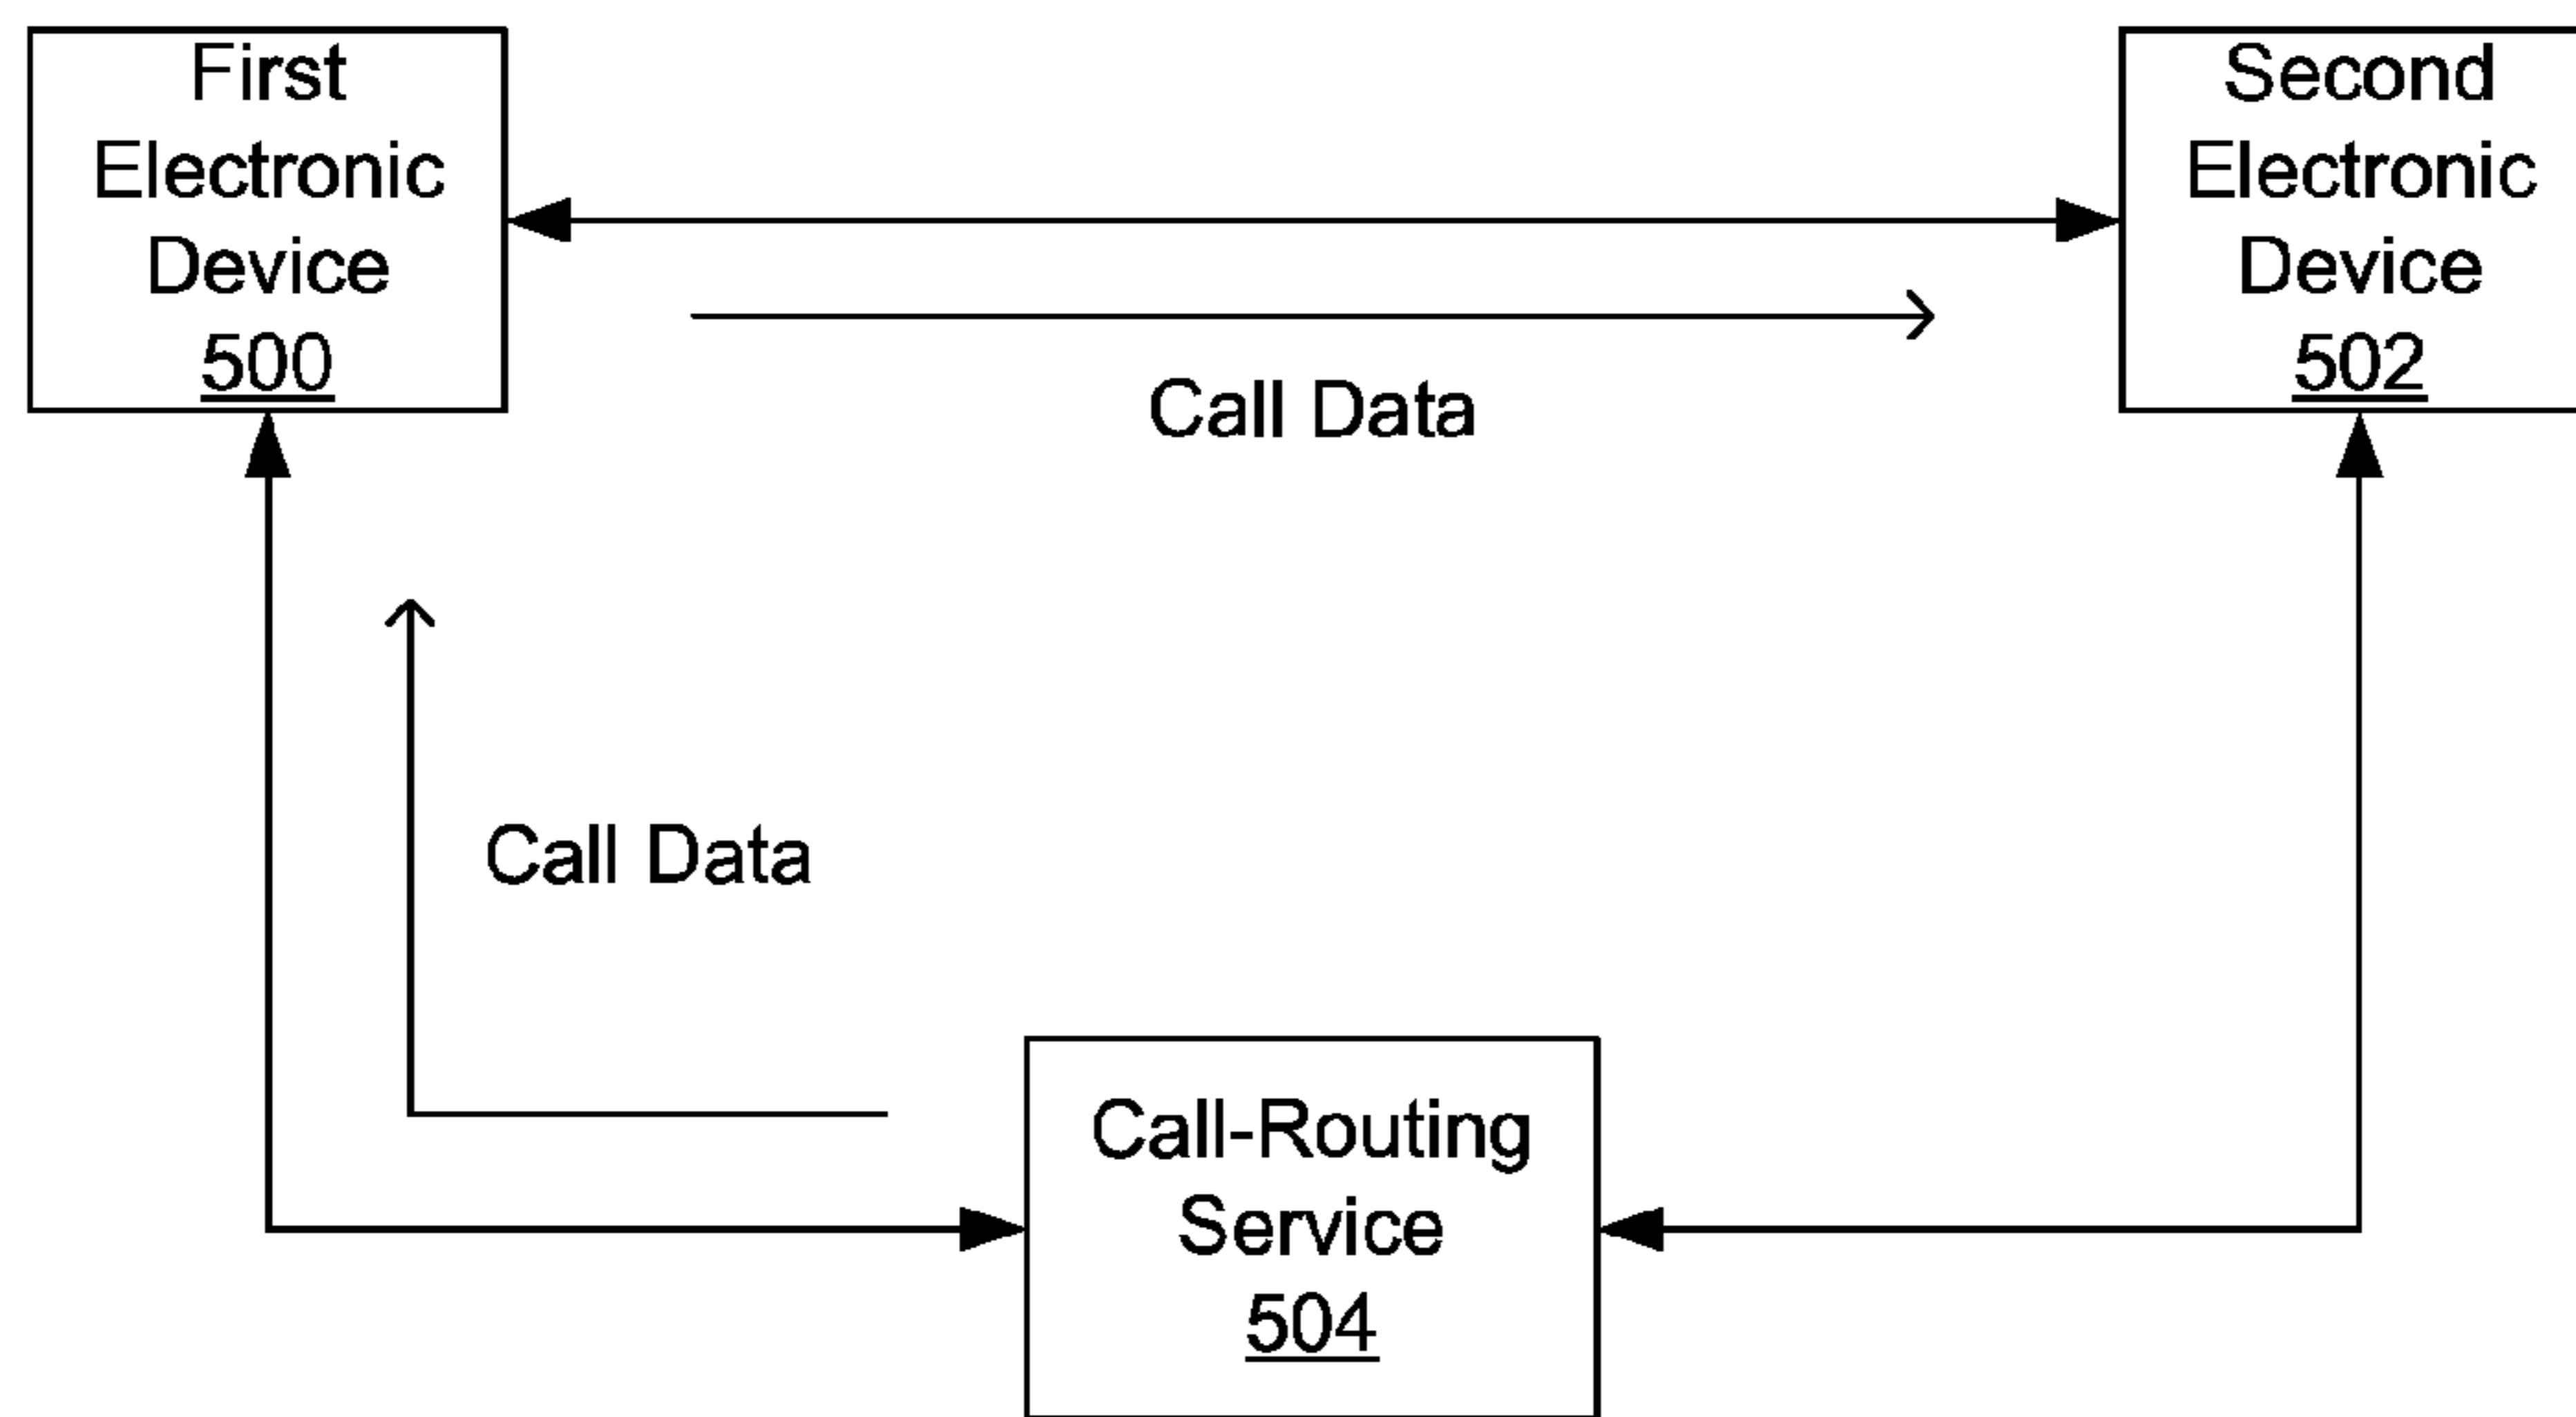 First
Electronic
Device
500
Second
Electronic
Device
502
Call Data
Call Data
Call-Routing
Service
504